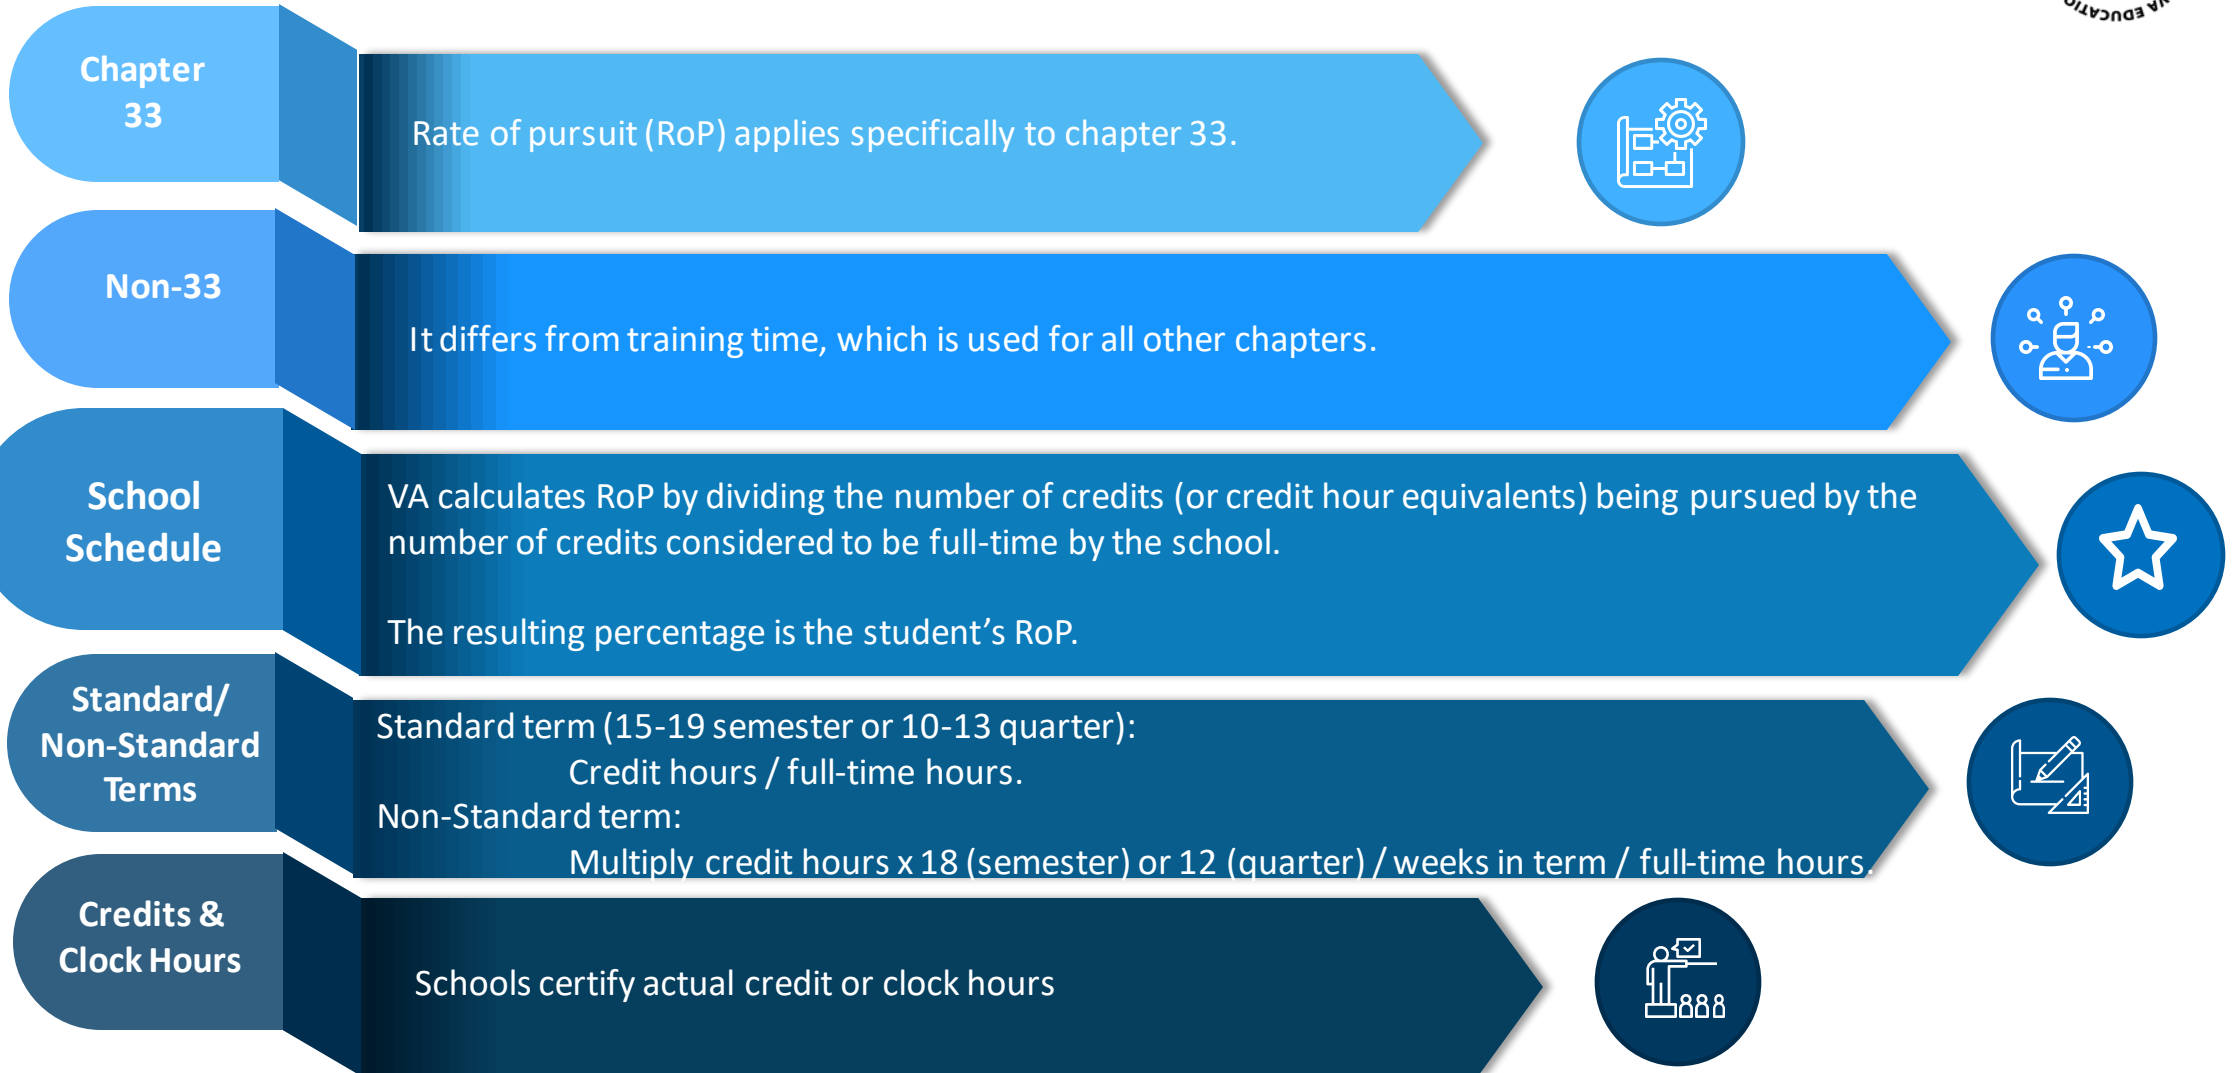 Chapter
33
Rate of pursuit (RoP) applies specifically to chapter 33.
Non-33
It differs from training time, which is used for all other chapters.
School
Schedule
VA calculates RoP by dividing the number of credits (or credit hour equivalents) being pursued by the
number of credits considered to be full-time by the school.
The resulting percentage is the student’s RoP.
Standard/
Non-Standard
Terms
Standard term (15-19 semester or 10-13 quarter):
Credit hours / full-time hours.
Non-Standard term:
Multiply credit hours x 18 (semester) or 12 (quarter) / weeks in term / full-time hours.
Credits &
Clock Hours
Schools certify actual credit or clock hours